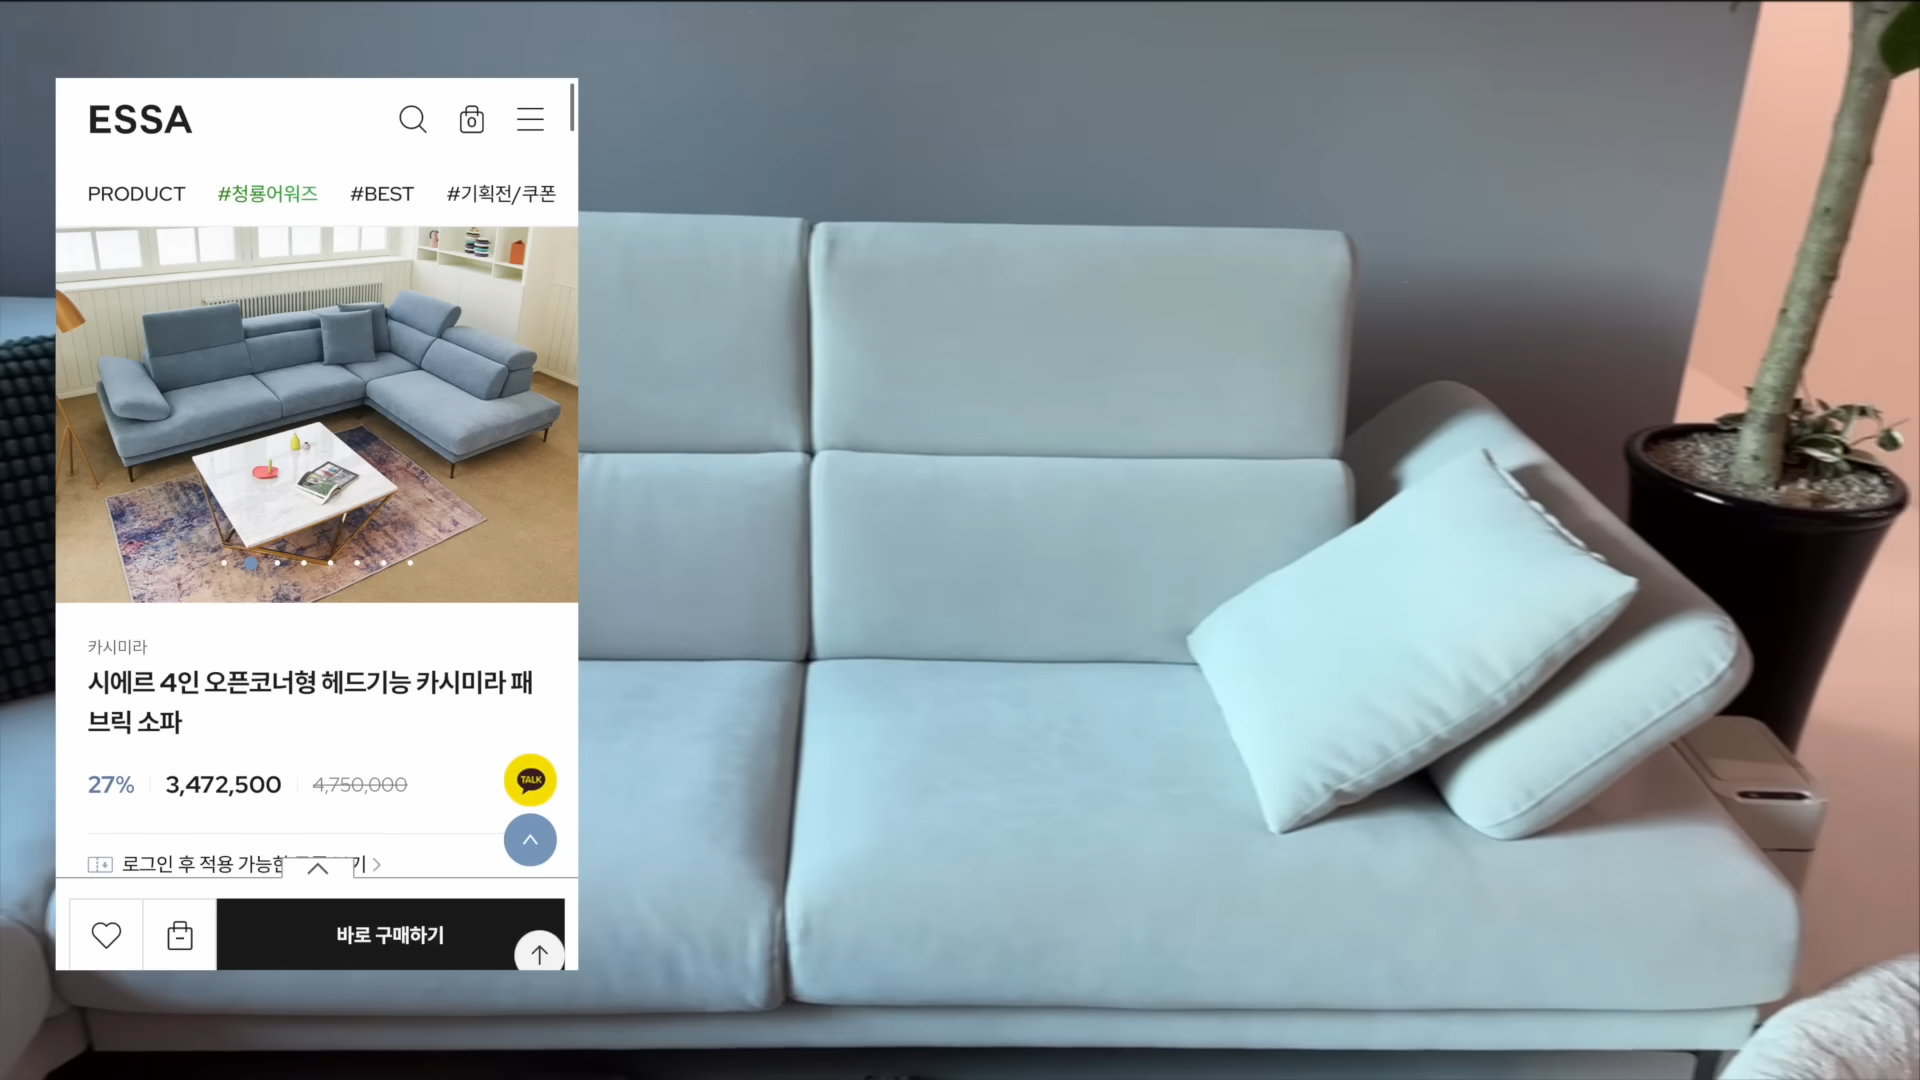 ESSA
0
PRODUCT #청룡어워즈 #BEST #기획전/쿠폰
카시미라
시에르 4인 오픈코너형 헤드기능 카시미라 패
브릭 소파
27% 3,472,500 4,750,000
TALK
로그인 후 적용 가능한
바로 구매하기